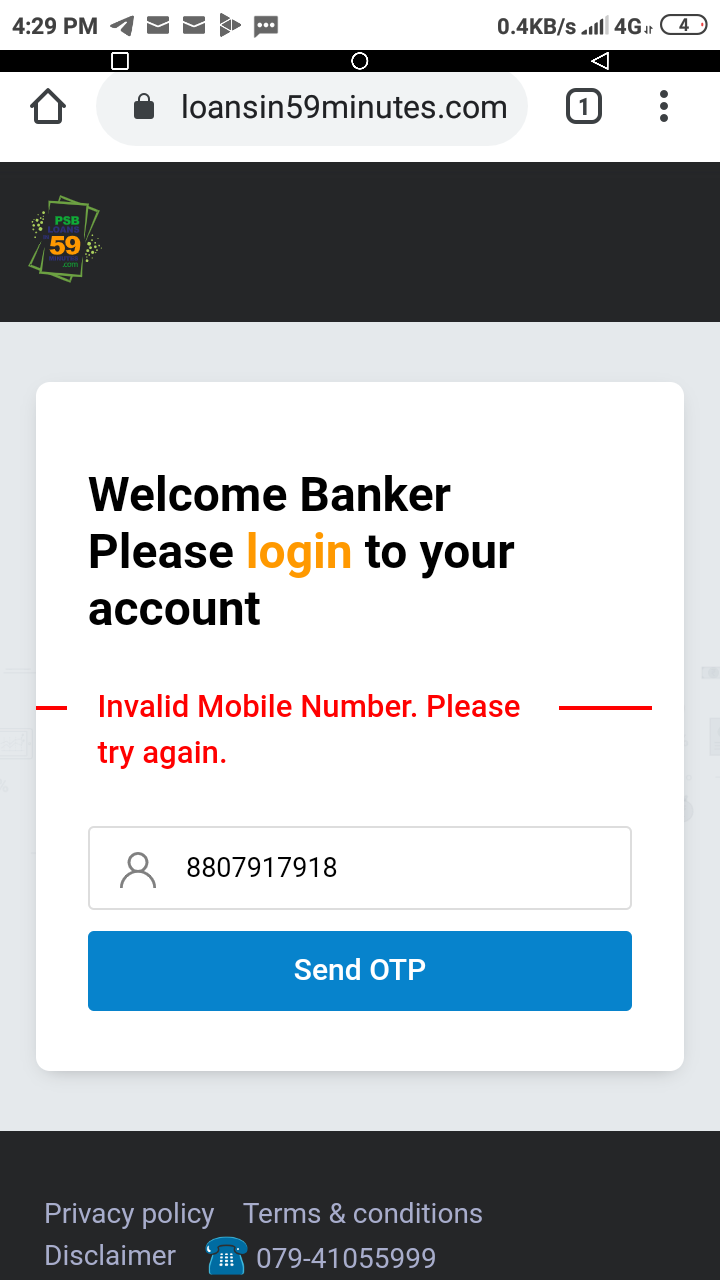 4:29 PM 0.4KB/s 4G 4
loansin59minutes.com 1
PSB
LOANS
59
.com
Welcome Banker
Please login to your
account
Invalid Mobile Number. Please
try again.
8807917918
Send OTP
Privacy policy Terms & conditions
Disclaimer 079-41055999